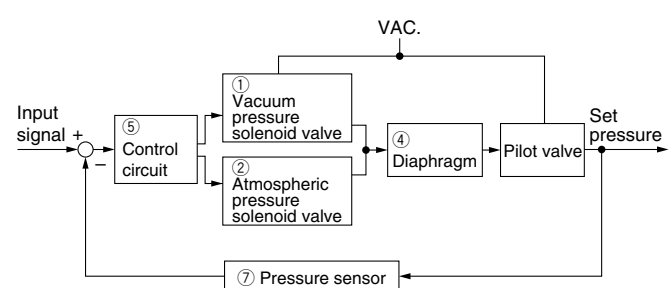 VAC.
①
Vacuum
pressure
solenoid valve
Input
signal +
−
⑤
Control
circuit
②
Atmospheric
pressure
solenoid valve
④
Diaphragm
Pilot valve
Set
pressure
⑦ Pressure sensor